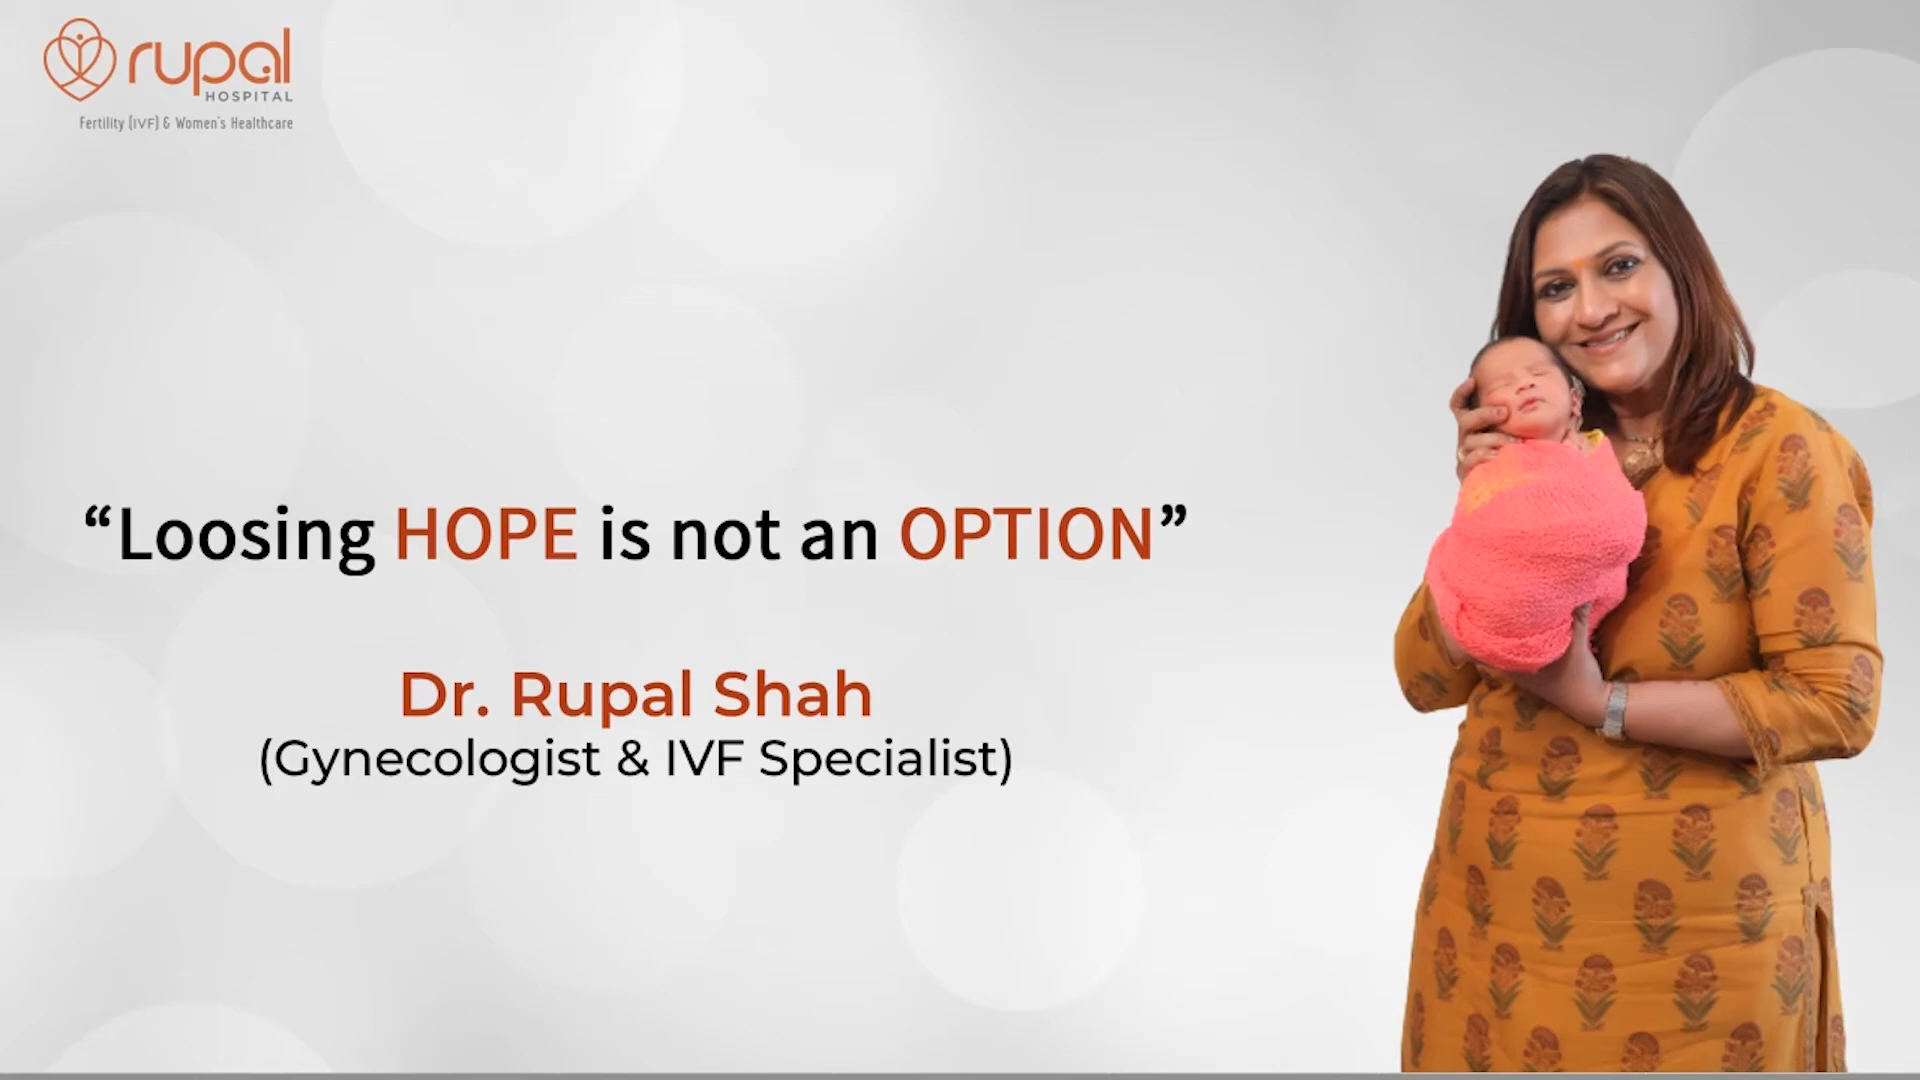 rupal
HOSPITAL
Fertility (IVF) & Women's Healthcare
“Loosing HOPE is not an OPTION”
Dr. Rupal Shah
(Gynecologist & IVF Specialist)